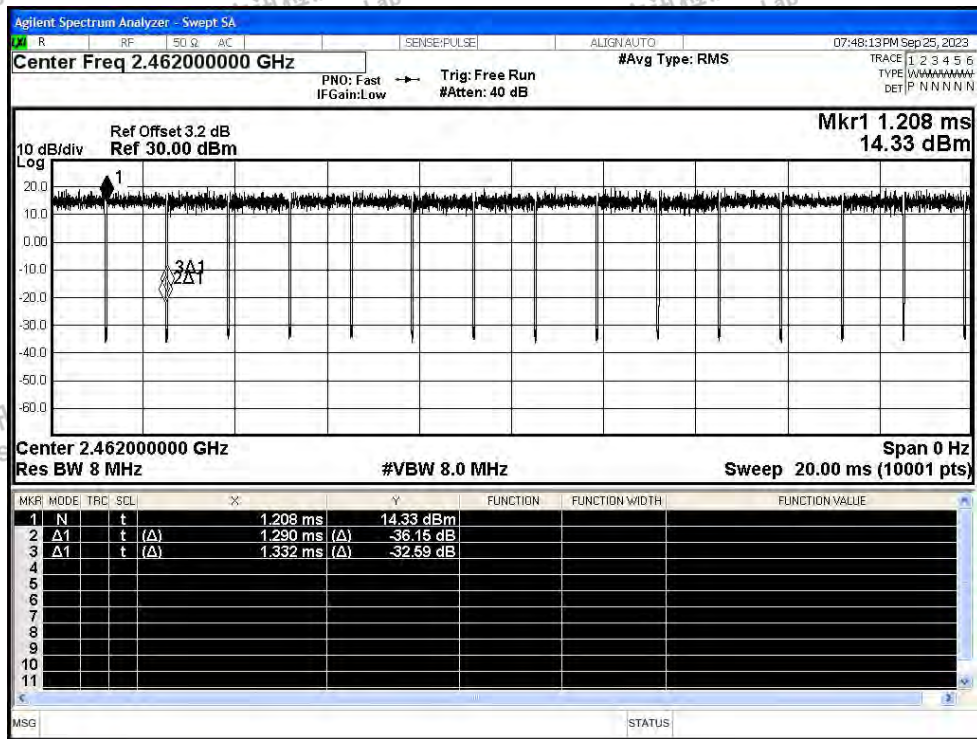 Agilent Spectrum Analyzer - Swept SA
LXI R RF 50 Ω AC SENSE:PULSE ALIGN AUTO 07:48:13 PM Sep 25, 2023
Center Freq 2.462000000 GHz #Avg Type: RMS TRACE 1 2 3 4 5 6
PNO: Fast Trig: Free Run TYPE WWWWWW
IFGain:Low #Atten: 40 dB DET P N N N N N
Mkr1 1.208 ms
Ref Offset 3.2 dB
10 dB/div Ref 30.00 dBm 14.33 dBm
Log
1
20.0
10.0
0.00
-10.0
3Δ1
2Δ1
-20.0
-30.0
-40.0
-50.0
-60.0
Center 2.462000000 GHz Span 0 Hz
Res BW 8 MHz #VBW 8.0 MHz Sweep 20.00 ms (10001 pts)
MKR MODE TRC SCL X Y FUNCTION FUNCTION WIDTH FUNCTION VALUE
1 N t 1.208 ms 14.33 dBm
2 Δ1 t (Δ) 1.290 ms (Δ) -36.15 dB
3 Δ1 t (Δ) 1.332 ms (Δ) -32.59 dB
4
5
6
7
8
9
10
11
MSG STATUS